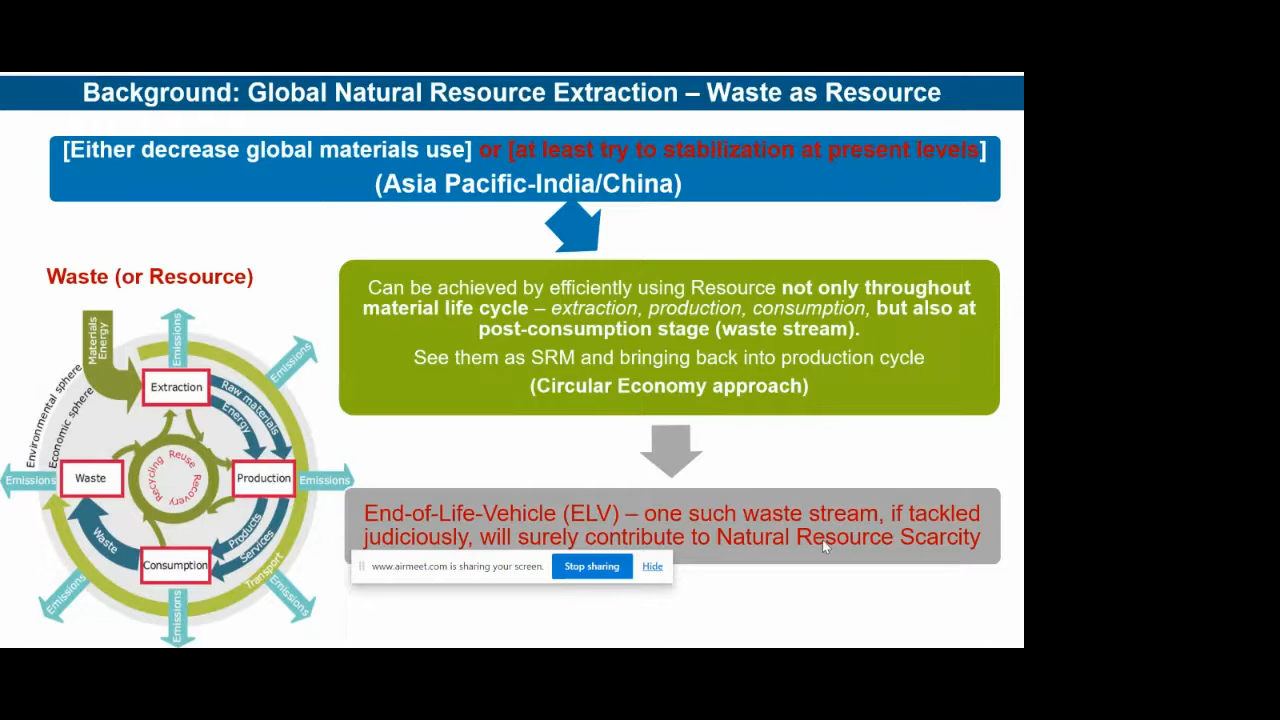 Background: Global Natural Resource Extraction – Waste as Resource
[Either decrease global materials use] or [at least try to stabilization at present levels]
(Asia Pacific-India/China)
Waste (or Resource)
Can be achieved by efficiently using Resource not only throughout
material life cycle – extraction, production, consumption, but also at
post-consumption stage (waste stream).
See them as SRM and bringing back into production cycle
(Circular Economy approach)
Materials
Energy
Emissions
Emissions
Environmental sphere
Economic sphere
Extraction
Raw materials
Energy
Recycling Reuse Recovery
Emissions
Waste
Production
Emissions
Waste
Products
Services
Consumption
Transport
Emissions
Emissions
Emissions
End-of-Life-Vehicle (ELV) – one such waste stream, if tackled
judiciously, will surely contribute to Natural Resource Scarcity
www.airmeet.com is sharing your screen.
Stop sharing
Hide